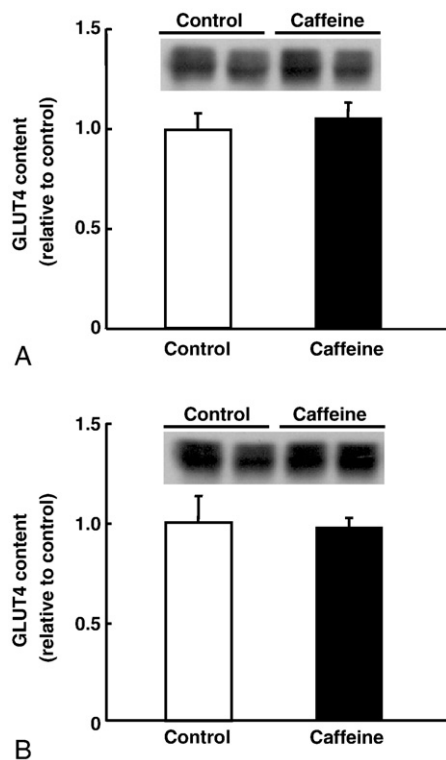 1.5
Control Caffeine
GLUT4 content
(relative to control)
1.0
0.5
0
Control Caffeine
A
1.5
Control Caffeine
GLUT4 content
(relative to control)
1.0
0.5
0
Control Caffeine
B